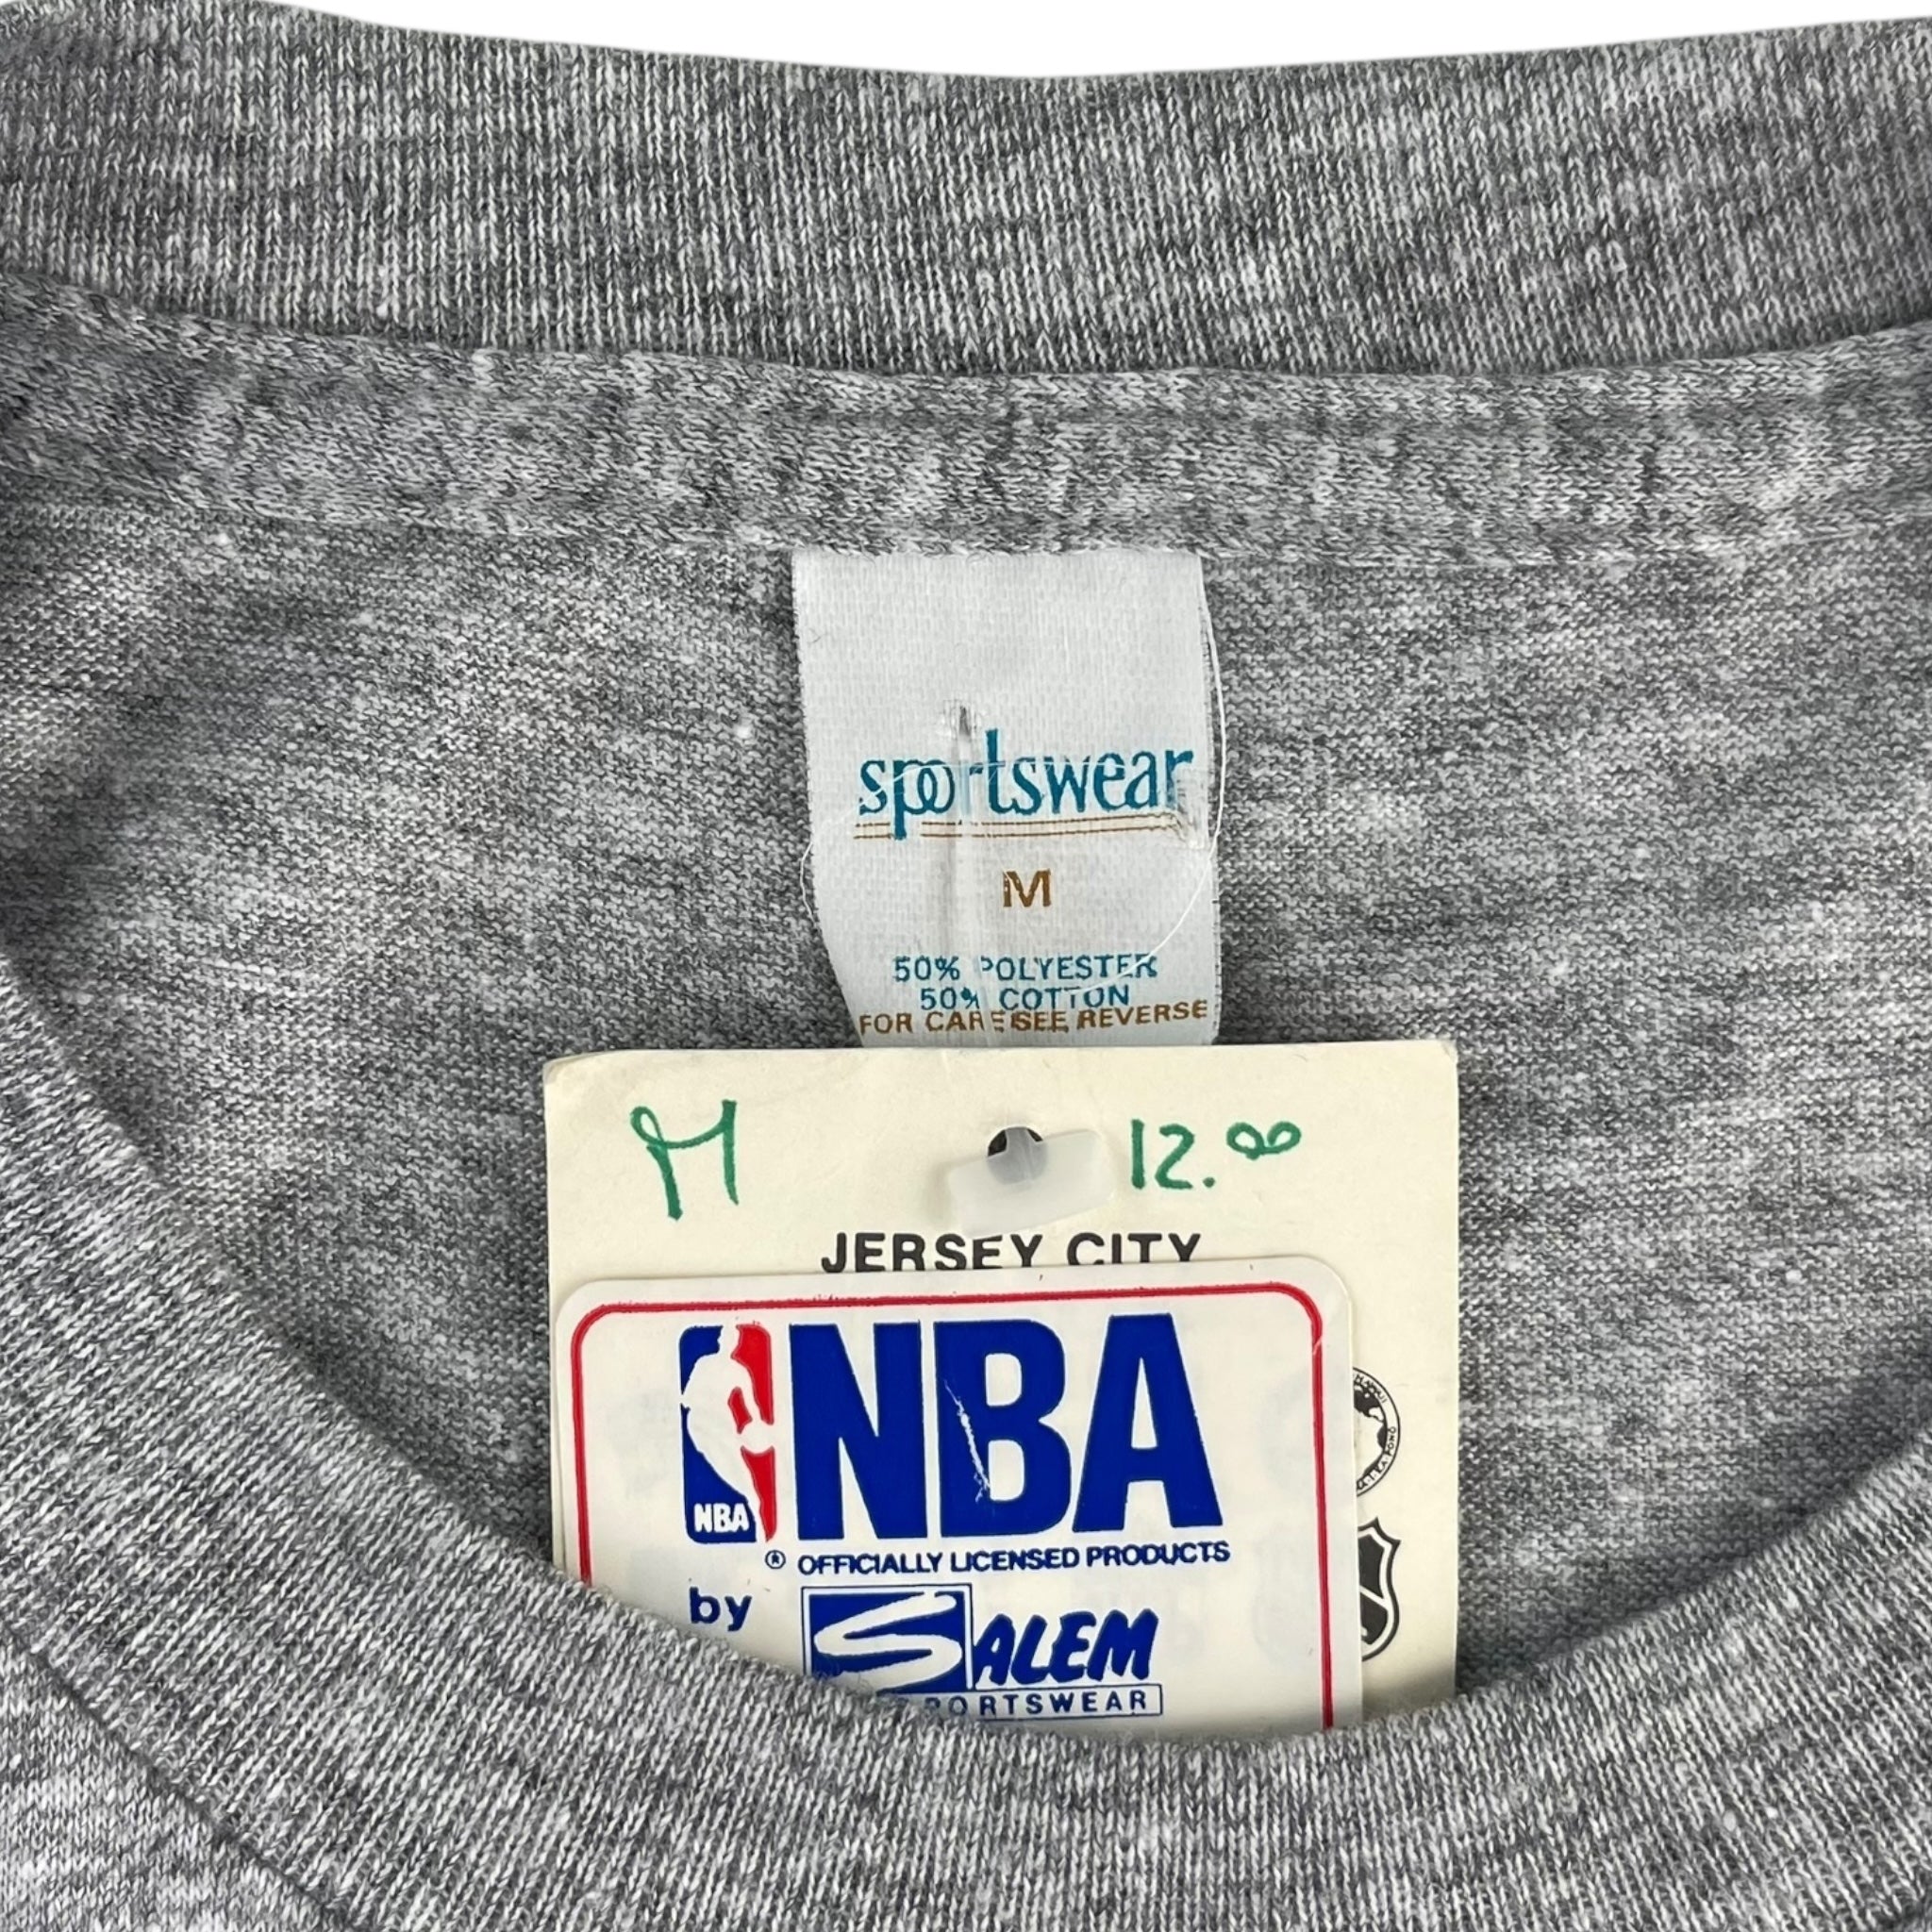 sportswear
M
50% POLYESTER
50% COTTON
FOR CARE SEE REVERSE
M 12.00
JERSEY CITY
NBA
NBA
® OFFICIALLY LICENSED PRODUCTS
by SALEM
SPORTSWEAR